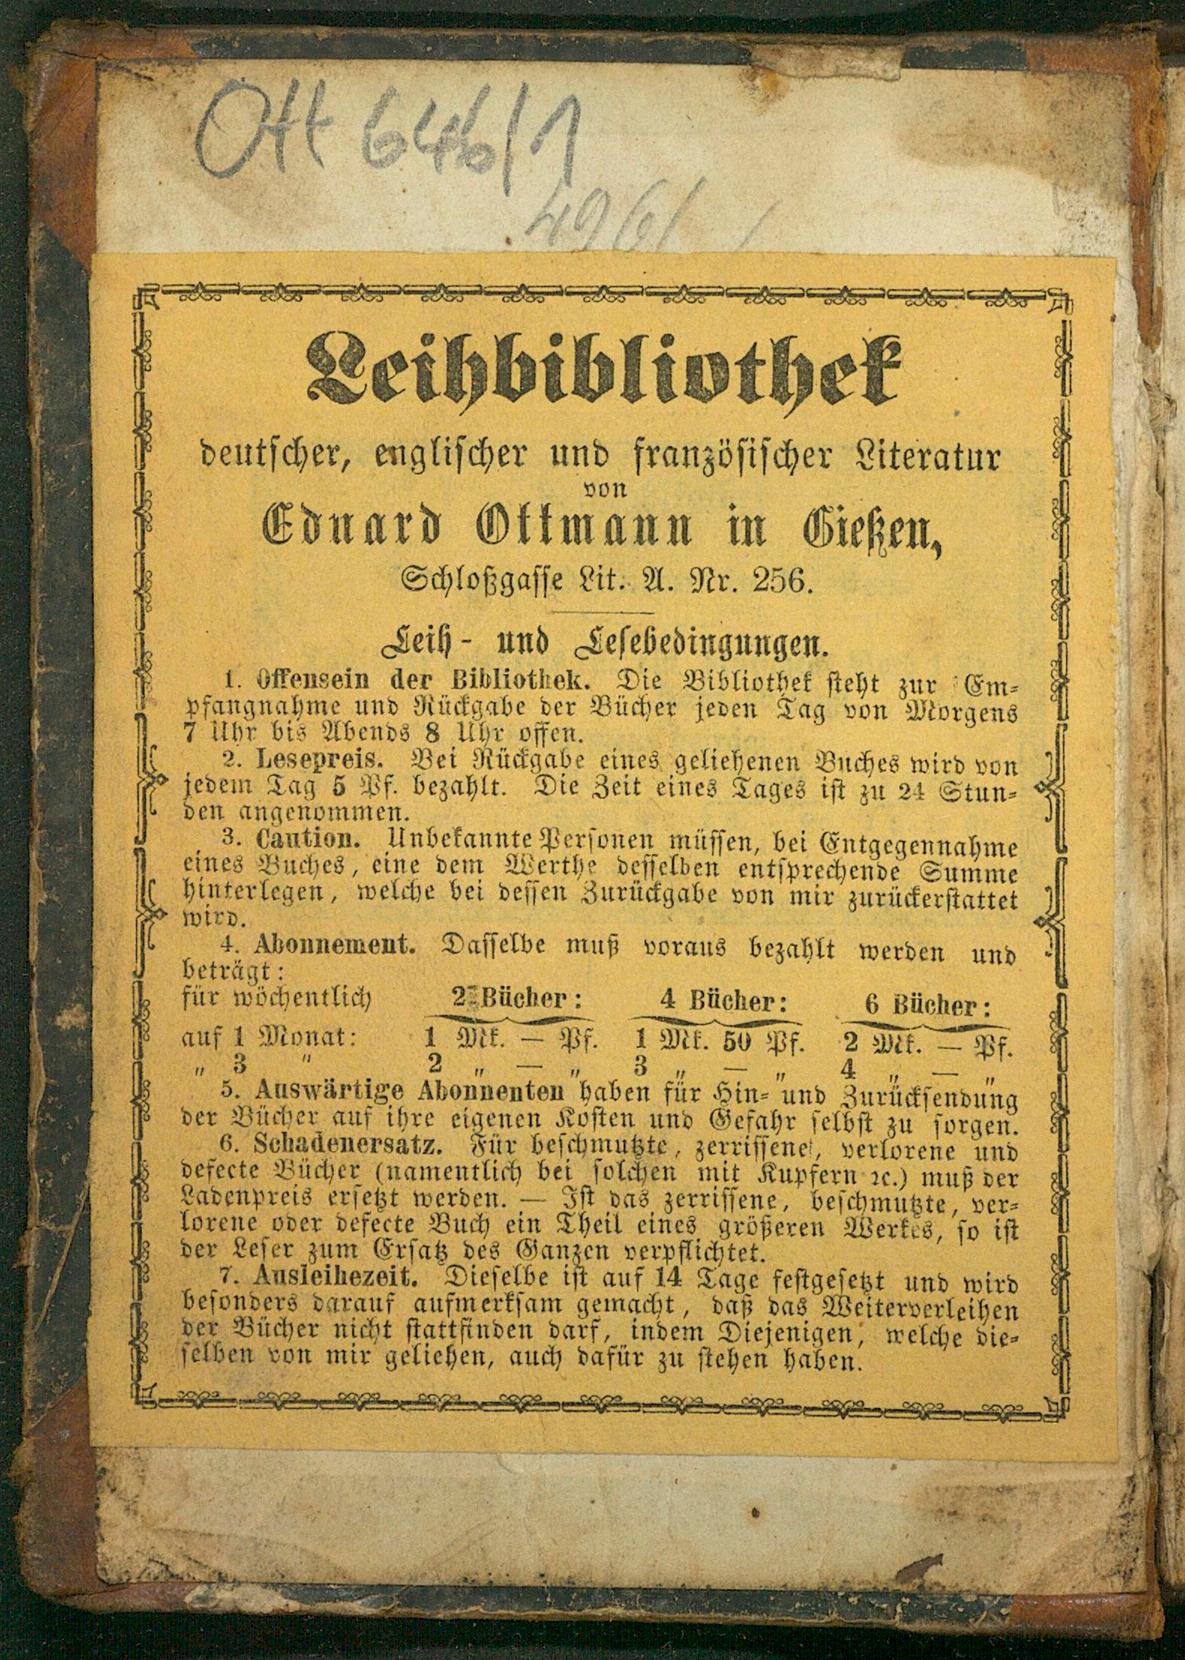 Ott 646/1
4961
Leihbibliothek
deutscher, englischer und französischer Literatur
von
Eduard Ottmann in Gießen,
Schloßgasse Lit. A. Nr. 256.
Leih- und Lesebedingungen.
1. Offensein der Bibliothek. Die Bibliothek steht zur Em-
pfangnahme und Rückgabe der Bücher jeden Tag von Morgens
7 Uhr bis Abends 8 Uhr offen.
2. Lesepreis. Bei Rückgabe eines geliehenen Buches wird von
jedem Tag 5 Pf. bezahlt. Die Zeit eines Tages ist zu 24 Stun-
den angenommen.
3. Caution. Unbekannte Personen müssen, bei Entgegennahme
eines Buches, eine dem Werthe desselben entsprechende Summe
hinterlegen, welche bei dessen Zurückgabe von mir zurückerstattet
wird.
4. Abonnement. Dasselbe muß voraus bezahlt werden und
beträgt:
für wöchentlich 2 Bücher: 4 Bücher: 6 Bücher:
auf 1 Monat: 1 Mk. — Pf. 1 Mk. 50 Pf. 2 Mk. — Pf.
„ 3 „ 2 „ — „ 3 „ — „ 4 „ — „
5. Auswärtige Abonnenten haben für Hin- und Zurücksendung
der Bücher auf ihre eigenen Kosten und Gefahr selbst zu sorgen.
6. Schadenersatz. Für beschmutzte, zerrissene, verlorene und
defecte Bücher (namentlich bei solchen mit Kupfern ꝛc.) muß der
Ladenpreis ersetzt werden. — Ist das zerrissene, beschmutzte, ver-
lorene oder defecte Buch ein Theil eines größeren Werkes, so ist
der Leser zum Ersatz des Ganzen verpflichtet.
7. Ausleihezeit. Dieselbe ist auf 14 Tage festgesetzt und wird
besonders darauf aufmerksam gemacht, daß das Weiterverleihen
der Bücher nicht stattfinden darf, indem Diejenigen, welche die-
selben von mir geliehen, auch dafür zu stehen haben.